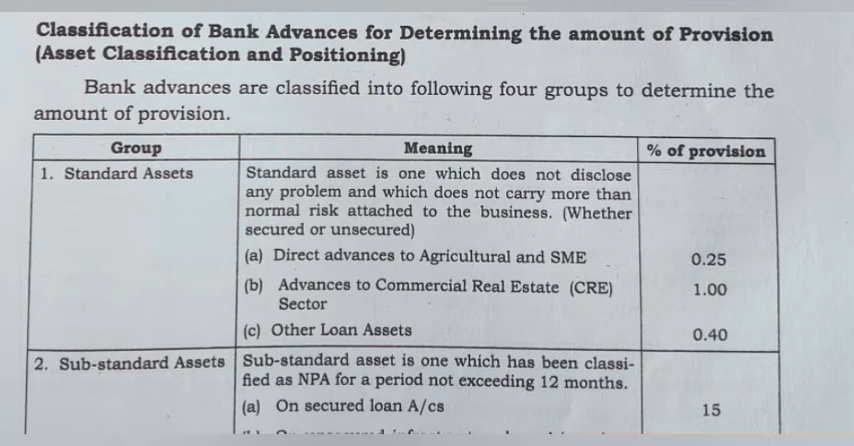 Classification of Bank Advances for Determining the amount of Provision
(Asset Classification and Positioning)
Bank advances are classified into following four groups to determine the
amount of provision.
Group Meaning % of provision
1. Standard Assets Standard asset is one which does not disclose
any problem and which does not carry more than
normal risk attached to the business. (Whether
secured or unsecured)
(a) Direct advances to Agricultural and SME 0.25
(b) Advances to Commercial Real Estate (CRE) 1.00
Sector
(c) Other Loan Assets 0.40
2. Sub-standard Assets Sub-standard asset is one which has been classi-
fied as NPA for a period not exceeding 12 months.
(a) On secured loan A/cs 15